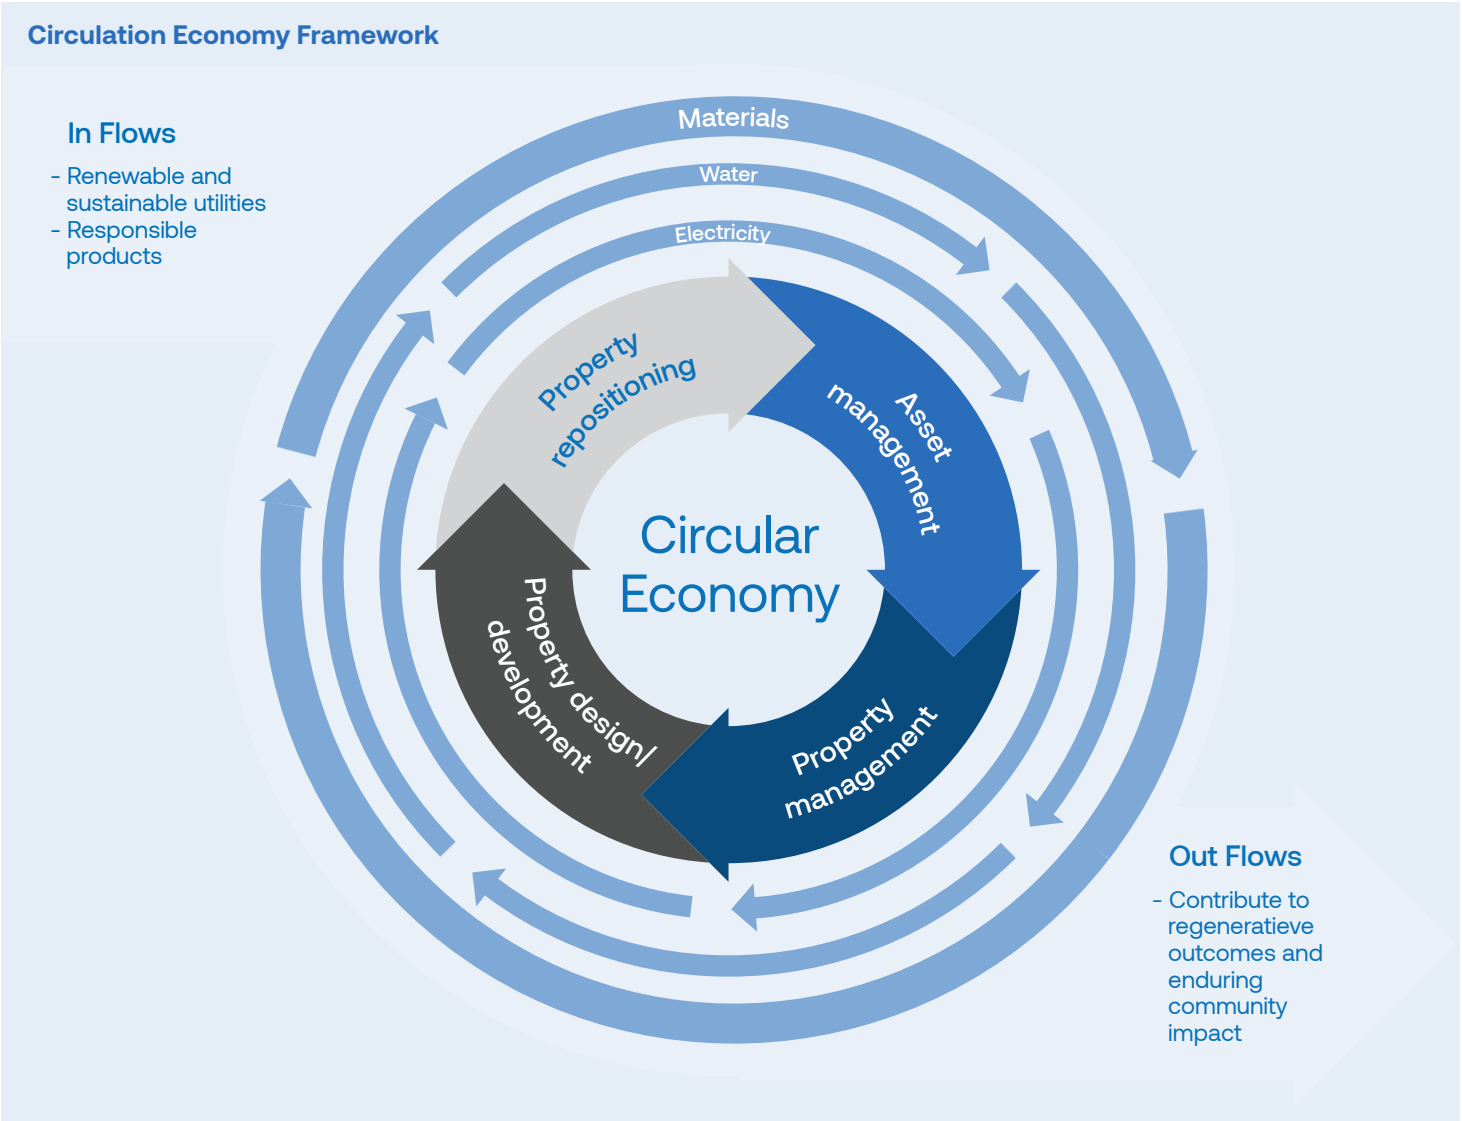 Circulation Economy Framework
In Flows
- Renewable and
sustainable utilities
- Responsible
products
Materials
Water
Electricity
Property
repositioning
Asset
management
Circular
Economy
Property design/
development
Property
management
Out Flows
- Contribute to
regeneratieve
outcomes and
enduring
community
impact